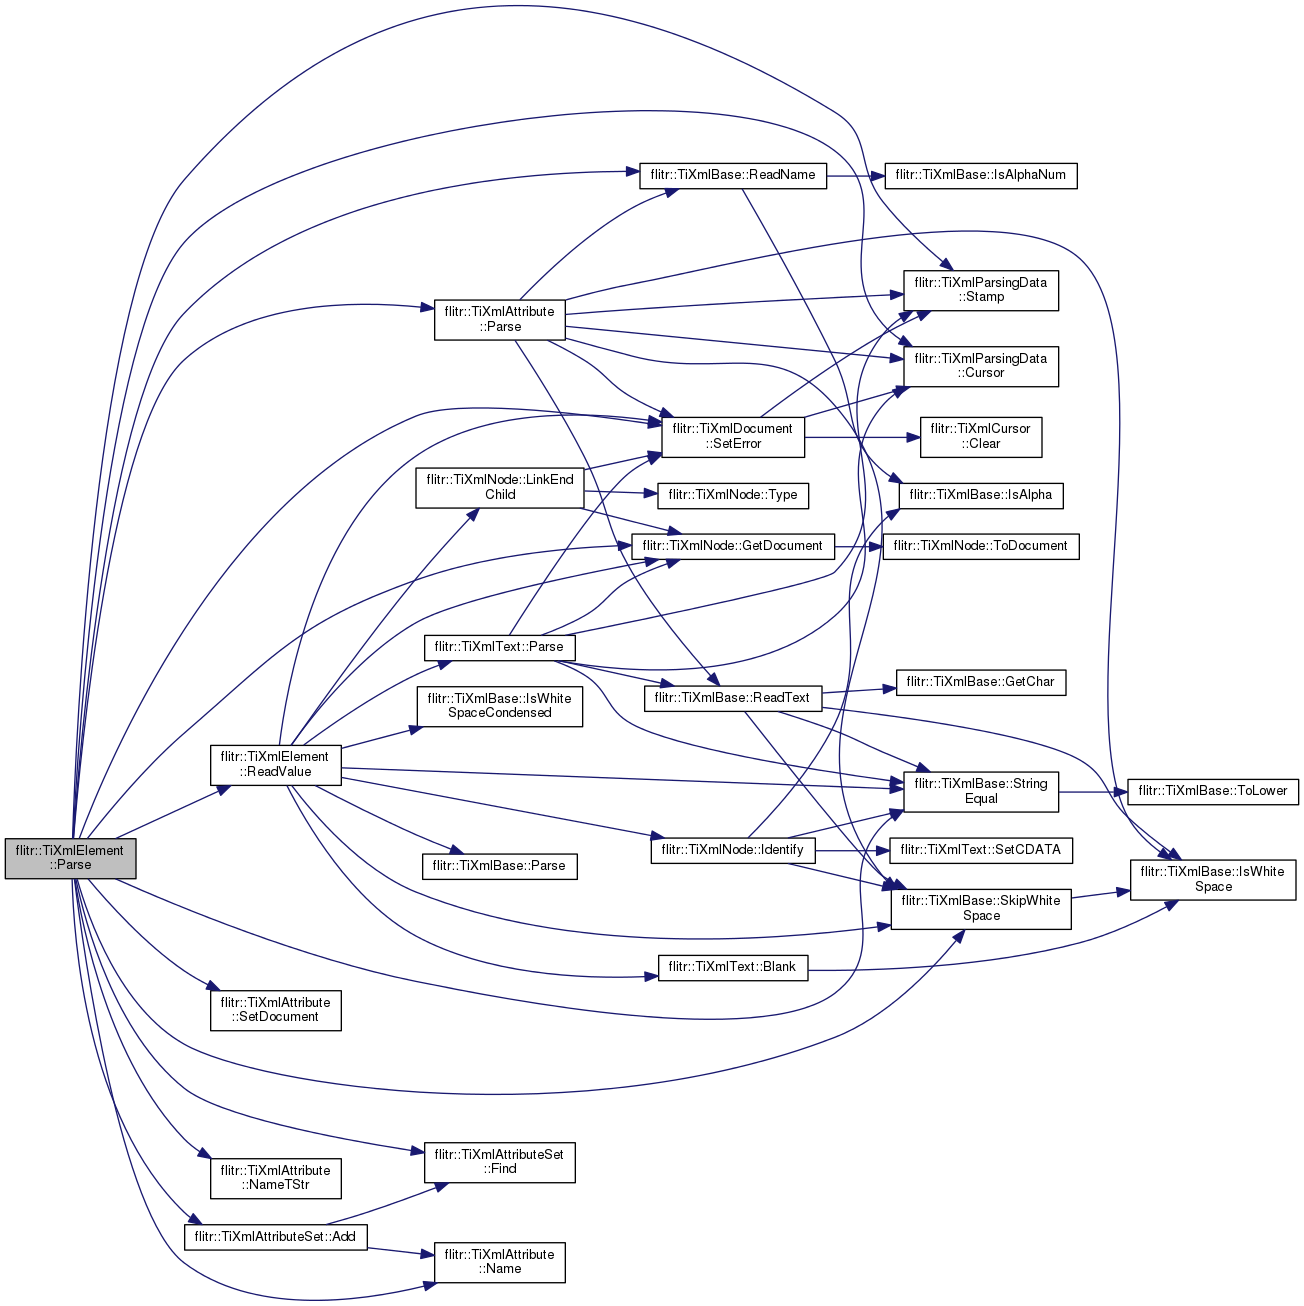 flitr::TiXmlBase::ReadName
flitr::TiXmlBase::IsAlphaNum
flitr::TiXmlParsingData
::Stamp
flitr::TiXmlAttribute
::Parse
flitr::TiXmlParsingData
::Cursor
flitr::TiXmlDocument
::SetError
flitr::TiXmlCursor
::Clear
flitr::TiXmlNode::LinkEnd
Child
flitr::TiXmlNode::Type
flitr::TiXmlBase::IsAlpha
flitr::TiXmlNode::GetDocument
flitr::TiXmlNode::ToDocument
flitr::TiXmlText::Parse
flitr::TiXmlBase::GetChar
flitr::TiXmlBase::IsWhite
SpaceCondensed
flitr::TiXmlBase::ReadText
flitr::TiXmlElement
::ReadValue
flitr::TiXmlBase::String
Equal
flitr::TiXmlBase::ToLower
flitr::TiXmlElement
::Parse
flitr::TiXmlBase::Parse
flitr::TiXmlNode::Identify
flitr::TiXmlText::SetCDATA
flitr::TiXmlBase::IsWhite
Space
flitr::TiXmlBase::SkipWhite
Space
flitr::TiXmlText::Blank
flitr::TiXmlAttribute
::SetDocument
flitr::TiXmlAttributeSet
::Find
flitr::TiXmlAttribute
::NameTStr
flitr::TiXmlAttributeSet::Add
flitr::TiXmlAttribute
::Name